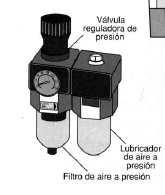 Válvula
reguladora de
presión
Lubricador
de aire a
presión
Filtro de aire a presión